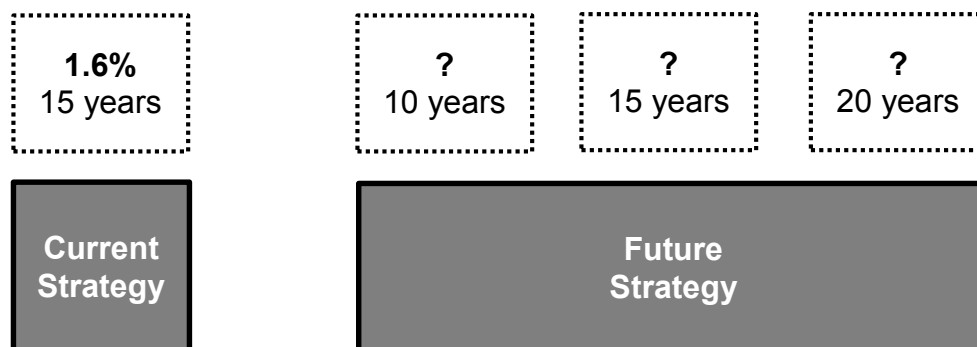 1.6%
15 years
?
10 years
?
15 years
?
20 years
Current
Strategy
Future
Strategy